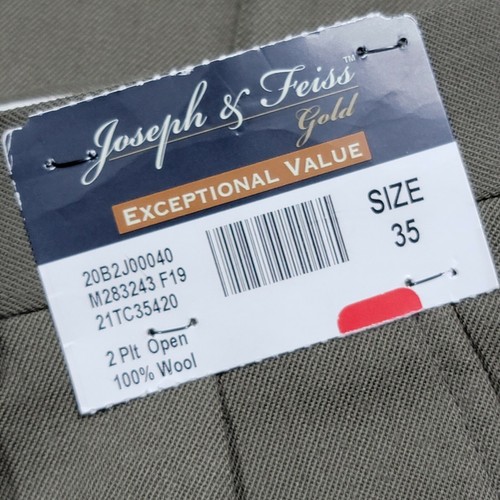 Joseph & Feiss™
Gold
EXCEPTIONAL VALUE
20B2J00040
M283243 F19
21TC35420
2 Plt Open
100% Wool
SIZE
35